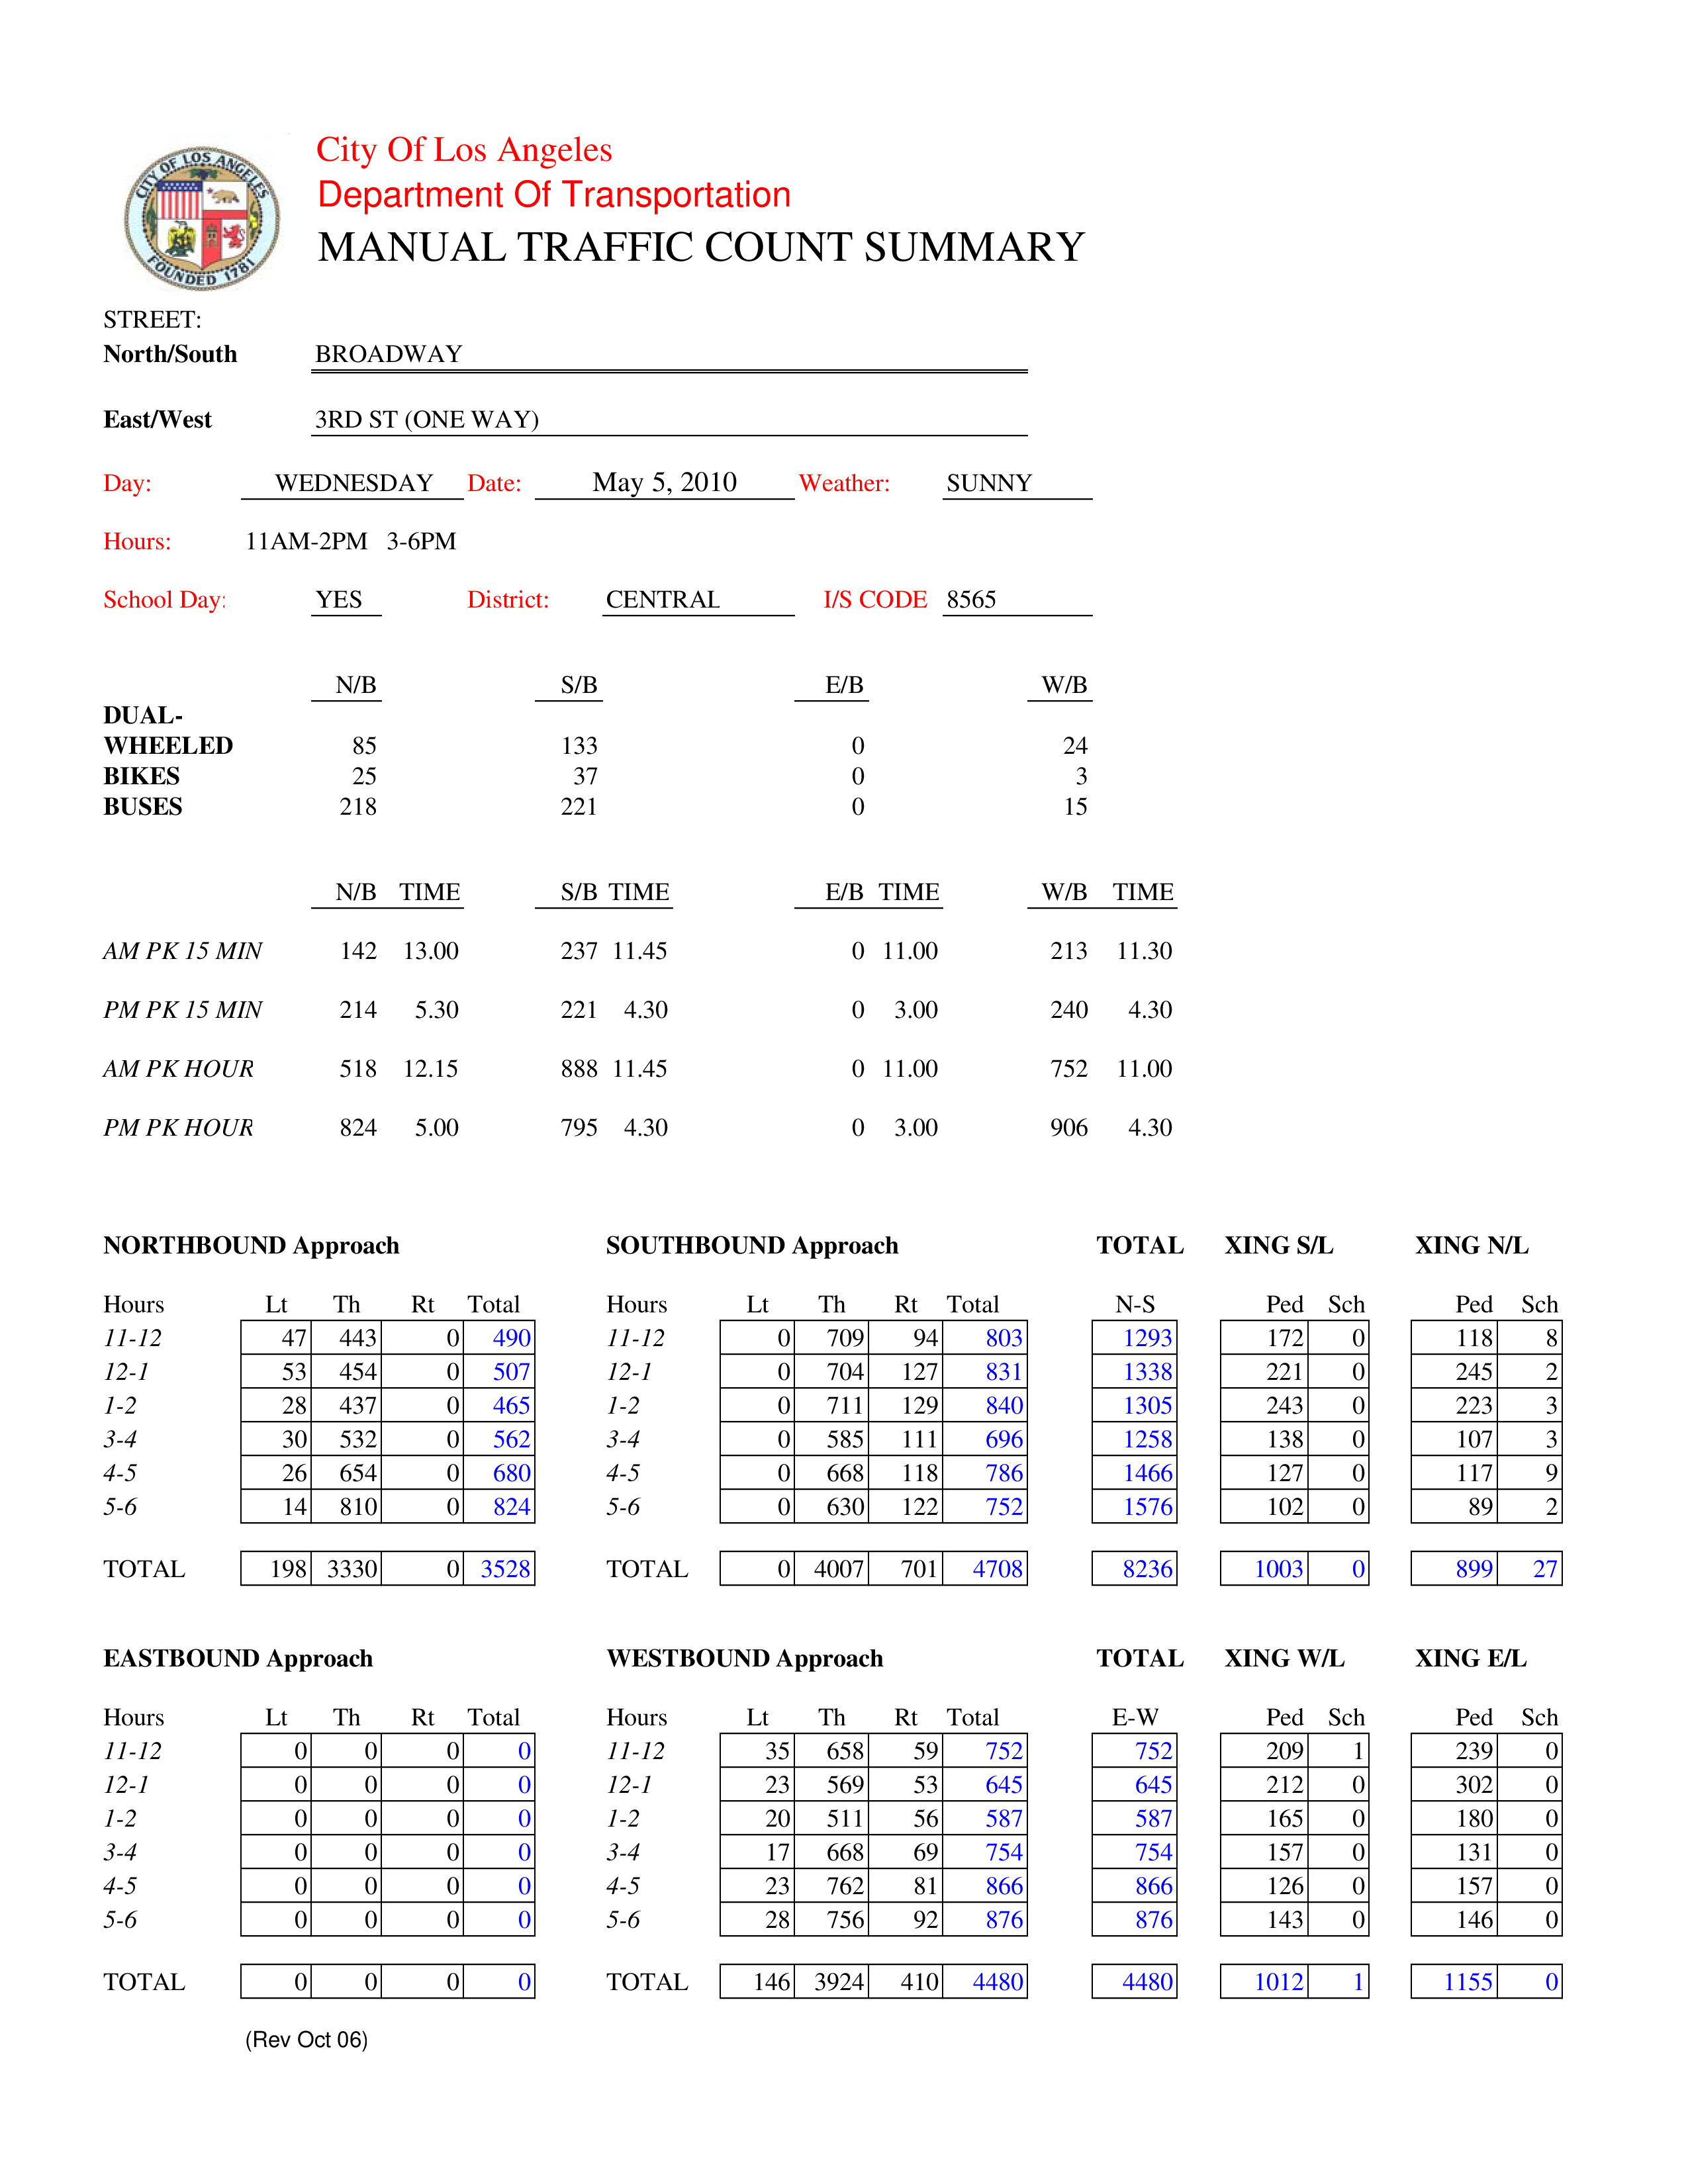 CITY OF LOS ANGELES
FOUNDED 1781
City Of Los Angeles
Department Of Transportation
MANUAL TRAFFIC COUNT SUMMARY
STREET:
North/South BROADWAY
East/West 3RD ST (ONE WAY)
Day: WEDNESDAY Date: May 5, 2010 Weather: SUNNY
Hours: 11AM-2PM 3-6PM
School Day: YES District: CENTRAL I/S CODE 8565
N/B S/B E/B W/B
DUAL-
WHEELED 85 133 0 24
BIKES 25 37 0 3
BUSES 218 221 0 15
N/B TIME S/B TIME E/B TIME W/B TIME
AM PK 15 MIN 142 13.00 237 11.45 0 11.00 213 11.30
PM PK 15 MIN 214 5.30 221 4.30 0 3.00 240 4.30
AM PK HOUR 518 12.15 888 11.45 0 11.00 752 11.00
PM PK HOUR 824 5.00 795 4.30 0 3.00 906 4.30
NORTHBOUND Approach SOUTHBOUND Approach TOTAL XING S/L XING N/L
Hours Lt Th Rt Total Hours Lt Th Rt Total N-S Ped Sch Ped Sch
11-12 47 443 0 490 11-12 0 709 94 803 1293 172 0 118 8
12-1 53 454 0 507 12-1 0 704 127 831 1338 221 0 245 2
1-2 28 437 0 465 1-2 0 711 129 840 1305 243 0 223 3
3-4 30 532 0 562 3-4 0 585 111 696 1258 138 0 107 3
4-5 26 654 0 680 4-5 0 668 118 786 1466 127 0 117 9
5-6 14 810 0 824 5-6 0 630 122 752 1576 102 0 89 2
TOTAL 198 3330 0 3528 TOTAL 0 4007 701 4708 8236 1003 0 899 27
EASTBOUND Approach WESTBOUND Approach TOTAL XING W/L XING E/L
Hours Lt Th Rt Total Hours Lt Th Rt Total E-W Ped Sch Ped Sch
11-12 0 0 0 0 11-12 35 658 59 752 752 209 1 239 0
12-1 0 0 0 0 12-1 23 569 53 645 645 212 0 302 0
1-2 0 0 0 0 1-2 20 511 56 587 587 165 0 180 0
3-4 0 0 0 0 3-4 17 668 69 754 754 157 0 131 0
4-5 0 0 0 0 4-5 23 762 81 866 866 126 0 157 0
5-6 0 0 0 0 5-6 28 756 92 876 876 143 0 146 0
TOTAL 0 0 0 0 TOTAL 146 3924 410 4480 4480 1012 1 1155 0
(Rev Oct 06)